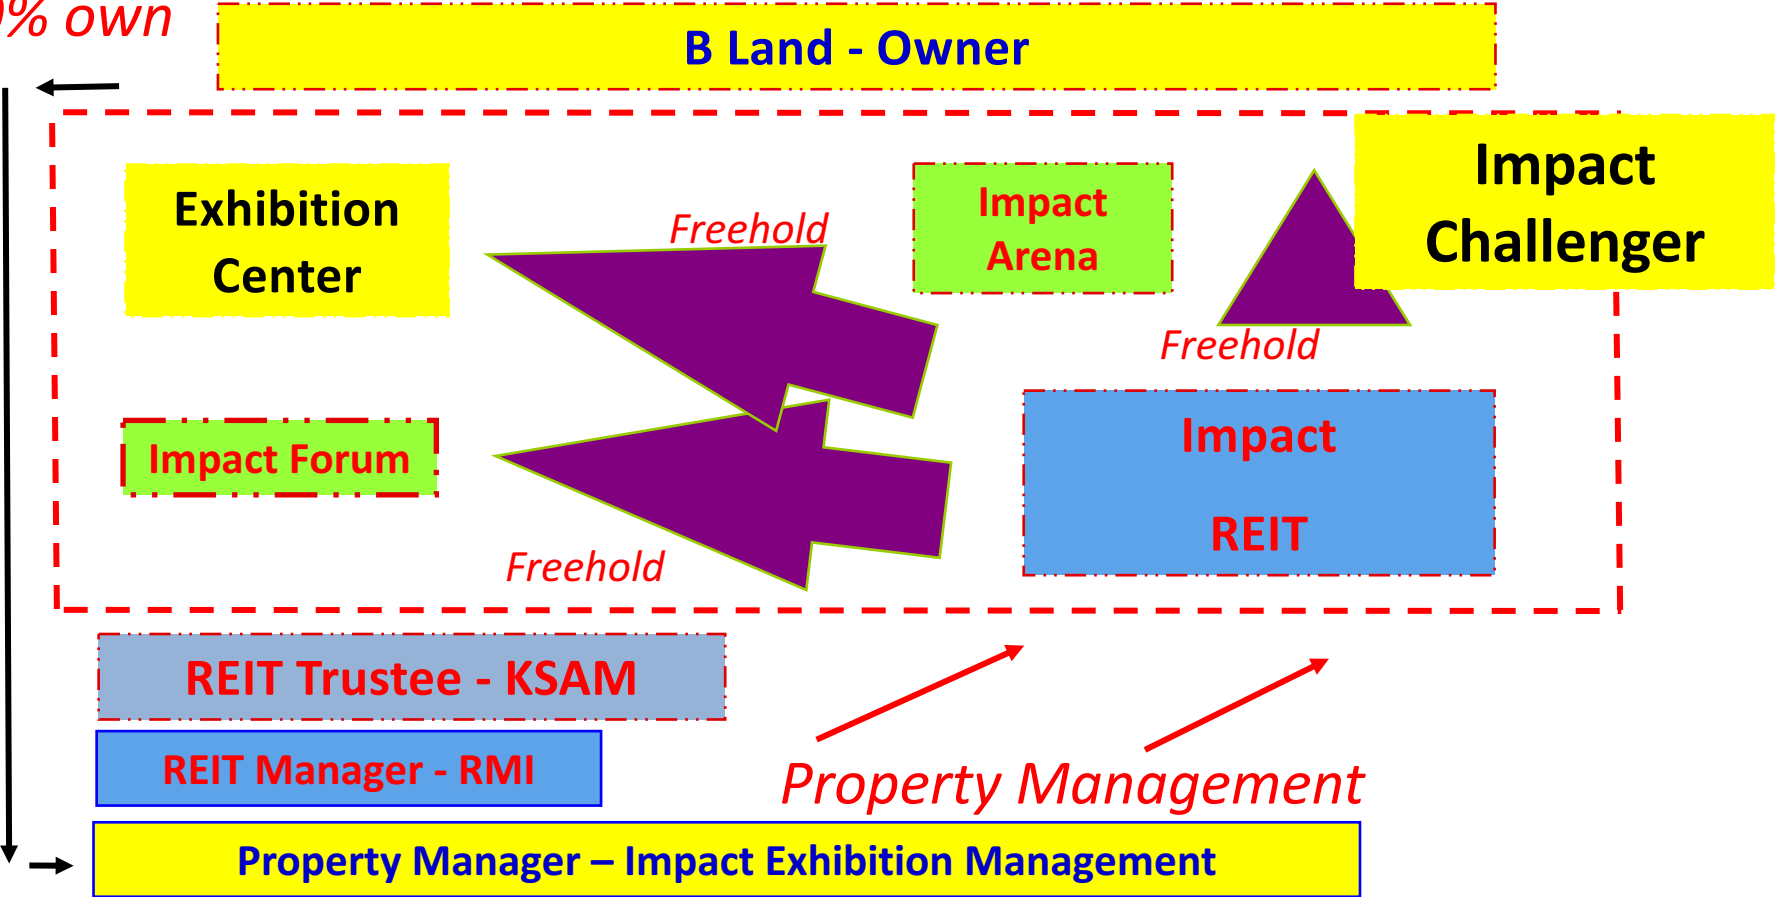 % own
B Land - Owner
Impact
Challenger
Exhibition
Center
Impact
Arena
Freehold
Freehold
Impact
REIT
Impact Forum
Freehold
REIT Trustee - KSAM
REIT Manager - RMI
Property Management
Property Manager – Impact Exhibition Management